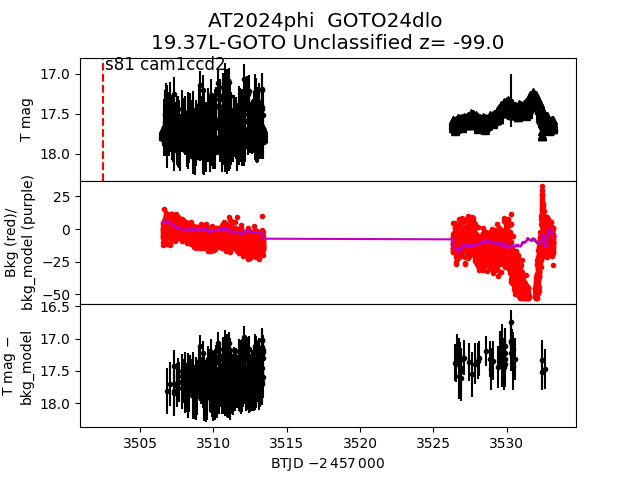 AT2024phi  GOTO24dlo
19.37L-GOTO Unclassified z= -99.0
s81 cam1ccd2
T mag
17.0
17.5
18.0
Bkg (red)/
bkg_model (purple)
25
0
−25
−50
T mag −
bkg_model
16.5
17.0
17.5
18.0
3505 3510 3515 3520 3525 3530
BTJD −2 457 000